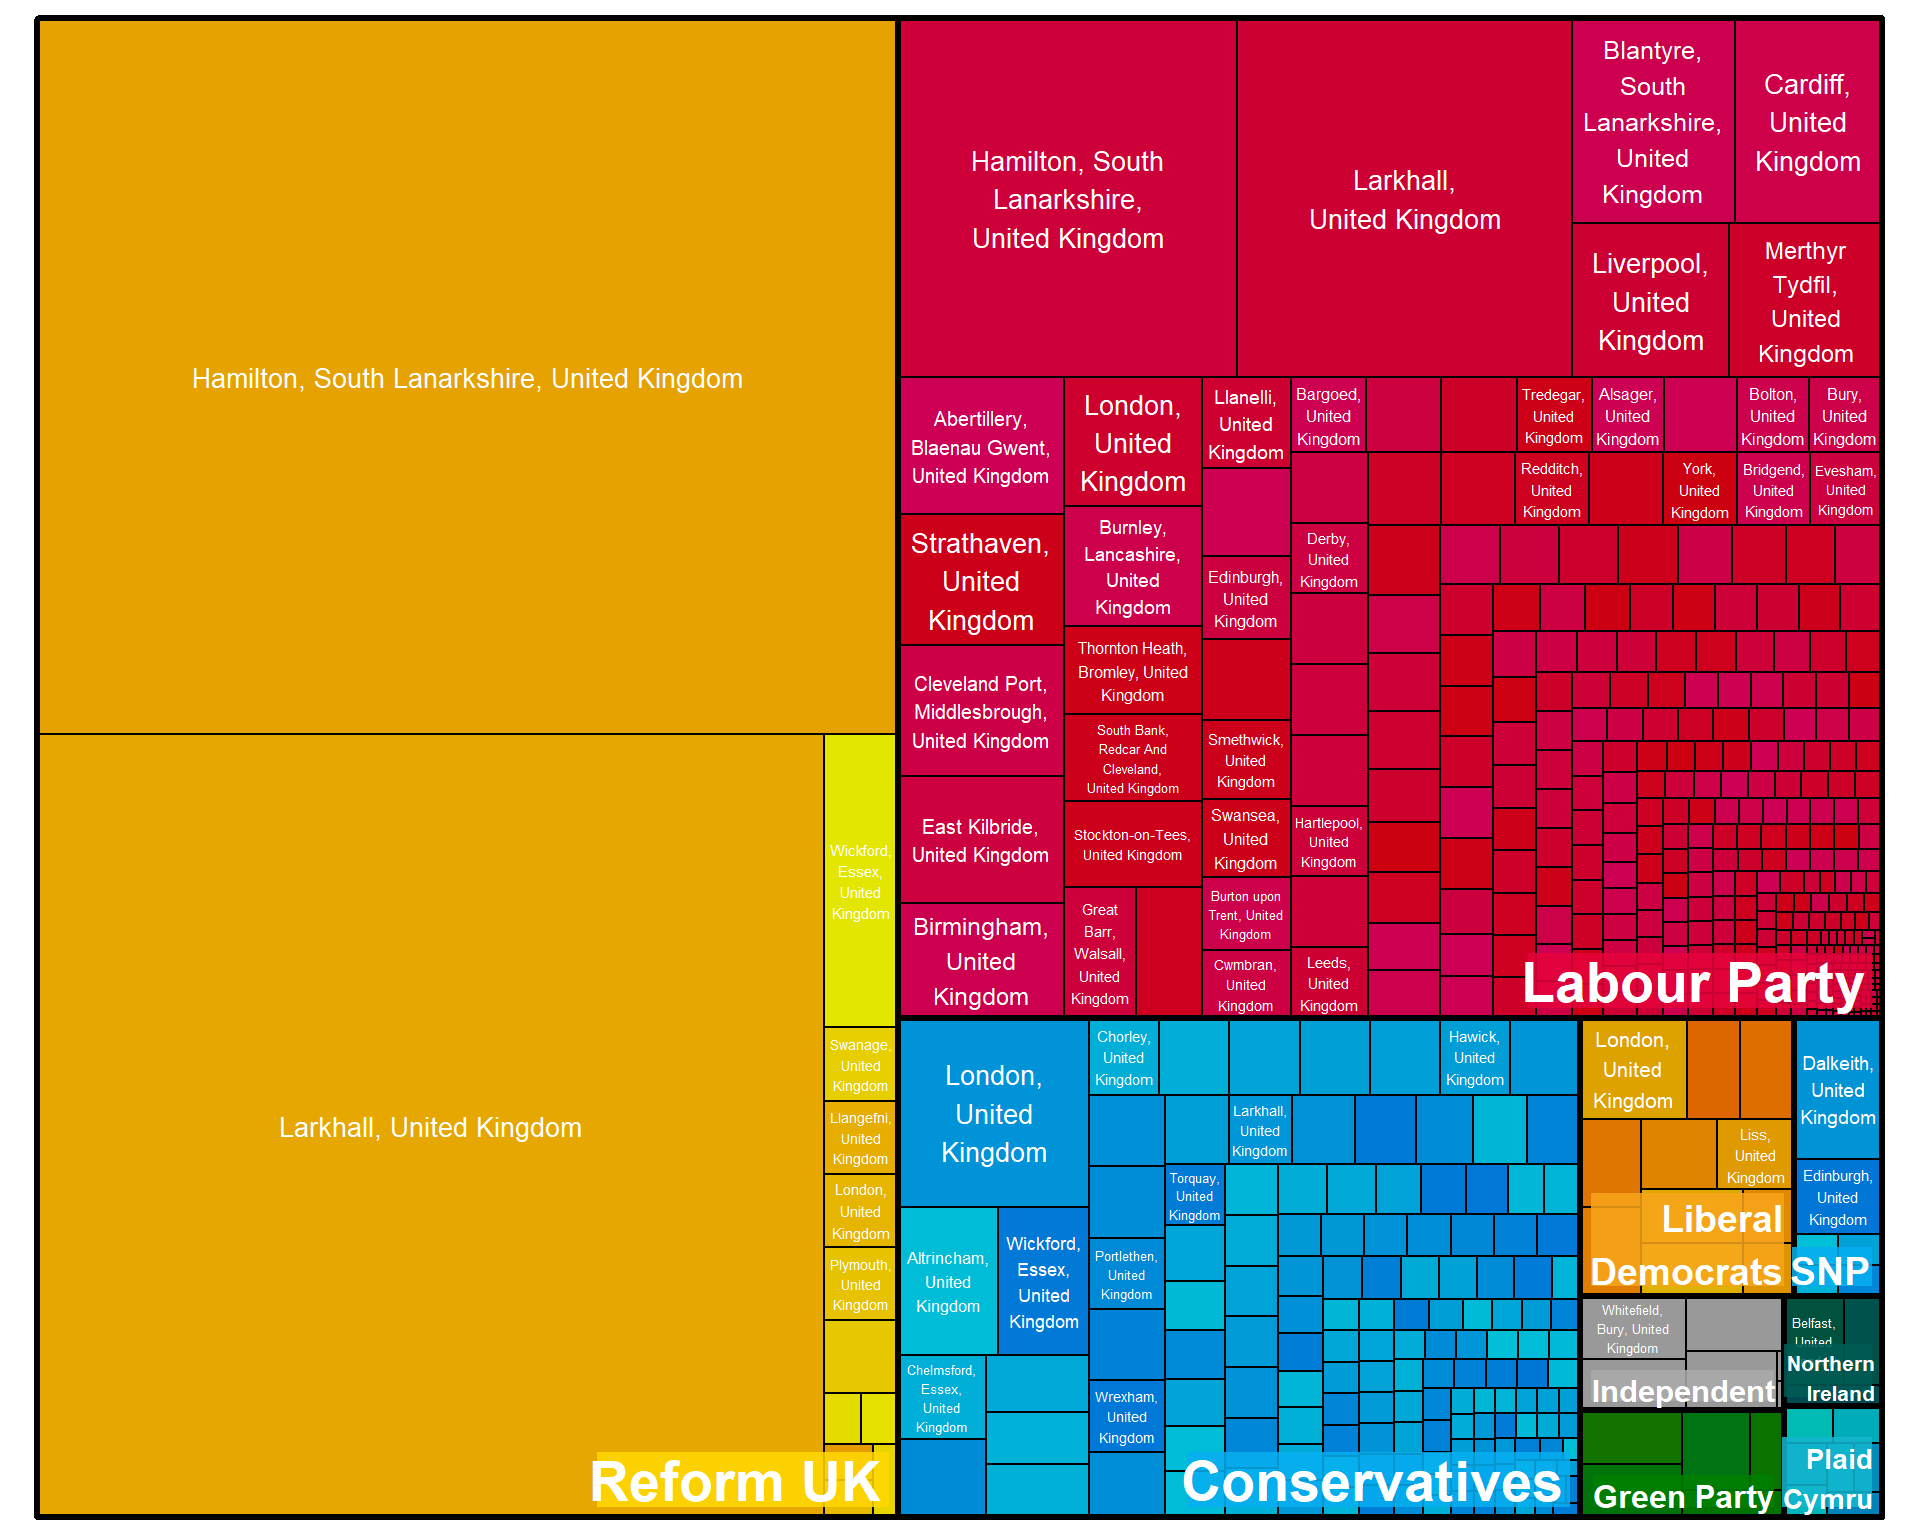 Hamilton, South Lanarkshire, United Kingdom
Larkhall, United Kingdom
Wickford,
Essex,
United
Kingdom
Swanage,
United
Kingdom
Llangefni,
United
Kingdom
London,
United
Kingdom
Plymouth,
United
Kingdom
Reform UK
Hamilton, South
Lanarkshire,
United Kingdom
Larkhall,
United Kingdom
Blantyre,
South
Lanarkshire,
United
Kingdom
Cardiff,
United
Kingdom
Liverpool,
United
Kingdom
Merthyr
Tydfil,
United
Kingdom
Abertillery,
Blaenau Gwent,
United Kingdom
Strathaven,
United
Kingdom
Cleveland Port,
Middlesbrough,
United Kingdom
East Kilbride,
United Kingdom
Birmingham,
United
Kingdom
London,
United
Kingdom
Burnley,
Lancashire,
United
Kingdom
Thornton Heath,
Bromley, United
Kingdom
South Bank,
Redcar And
Cleveland,
United Kingdom
Stockton-on-Tees,
United Kingdom
Great
Barr,
Walsall,
United
Kingdom
Llanelli,
United
Kingdom
Edinburgh,
United
Kingdom
Smethwick,
United
Kingdom
Swansea,
United
Kingdom
Burton upon
Trent, United
Kingdom
Cwmbran,
United
Kingdom
Bargoed,
United
Kingdom
Derby,
United
Kingdom
Hartlepool,
United
Kingdom
Leeds,
United
Kingdom
Tredegar,
United
Kingdom
Alsager,
United
Kingdom
Bolton,
United
Kingdom
Bury,
United
Kingdom
Redditch,
United
Kingdom
York,
United
Kingdom
Bridgend,
United
Kingdom
Evesham,
United
Kingdom
Labour Party
London,
United
Kingdom
Altrincham,
United
Kingdom
Wickford,
Essex,
United
Kingdom
Chelmsford,
Essex,
United
Kingdom
Chorley,
United
Kingdom
Hawick,
United
Kingdom
Larkhall,
United
Kingdom
Torquay,
United
Kingdom
Portlethen,
United
Kingdom
Wrexham,
United
Kingdom
Conservatives
London,
United
Kingdom
Liss,
United
Kingdom
Liberal
Democrats
Dalkeith,
United
Kingdom
Edinburgh,
United
Kingdom
SNP
Whitefield,
Bury, United
Kingdom
Independent
Belfast,
United
Northern
Ireland
Green Party
Plaid
Cymru